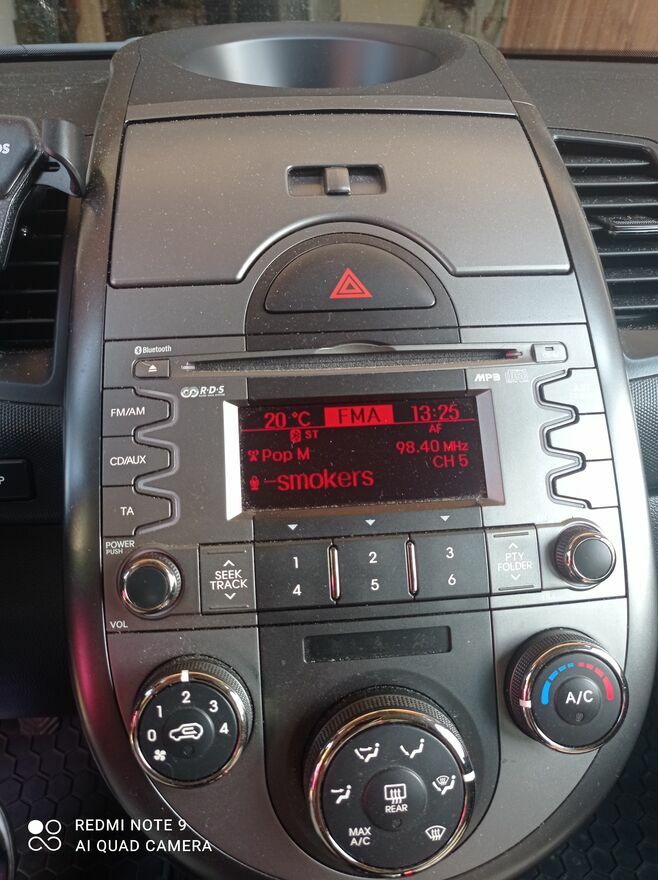 Bluetooth
R·D·S
MP3
FM/AM
20 °C FMA 13:25
ST AF
Pop M 98.40 MHz
CH 5
CD/AUX
-smokers
TA
POWER
PUSH
VOL
SEEK
TRACK
1 2 3
4 5 6
PTY
FOLDER
0 1 2 3 4
A/C
REAR
MAX
A/C
REDMI NOTE 9
AI QUAD CAMERA